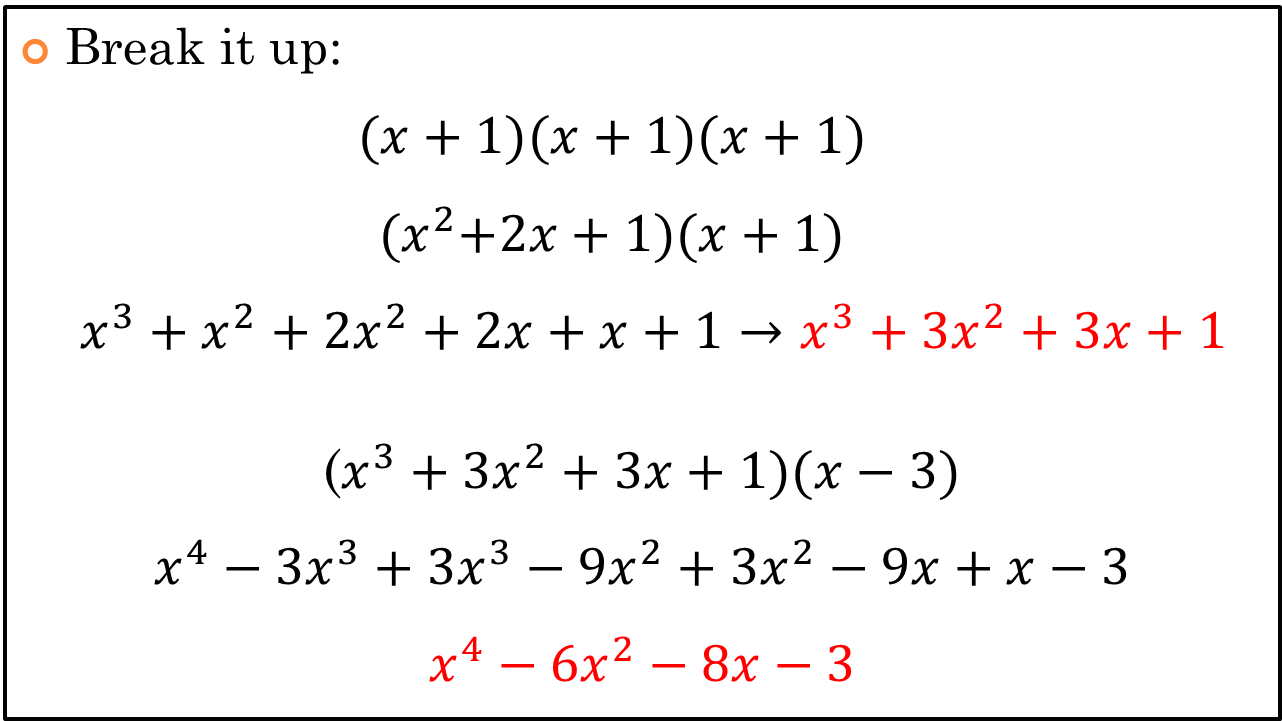 Break it up:
(x + 1)(x + 1)(x + 1)
(x²+2x + 1)(x + 1)
x³ + x² + 2x² + 2x + x + 1 → x³ + 3x² + 3x + 1
(x³ + 3x² + 3x + 1)(x − 3)
x⁴ − 3x³ + 3x³ − 9x² + 3x² − 9x + x − 3
x⁴ − 6x² − 8x − 3